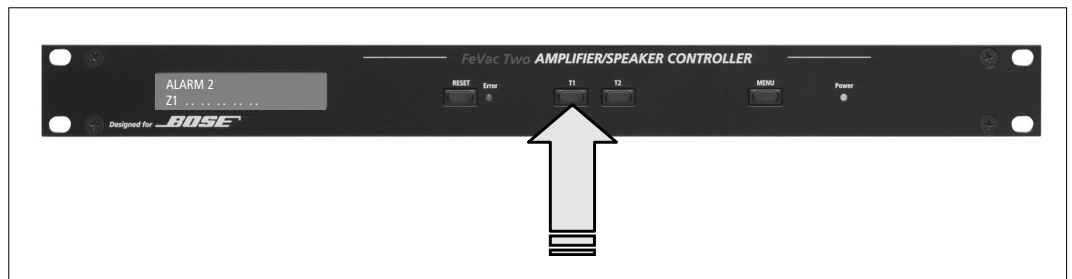 FeVac Two AMPLIFIER/SPEAKER CONTROLLER
ALARM 2
Z1 .. .. .. .. ..
RESET Error T1 T2 MENU Power
Designed for BOSE